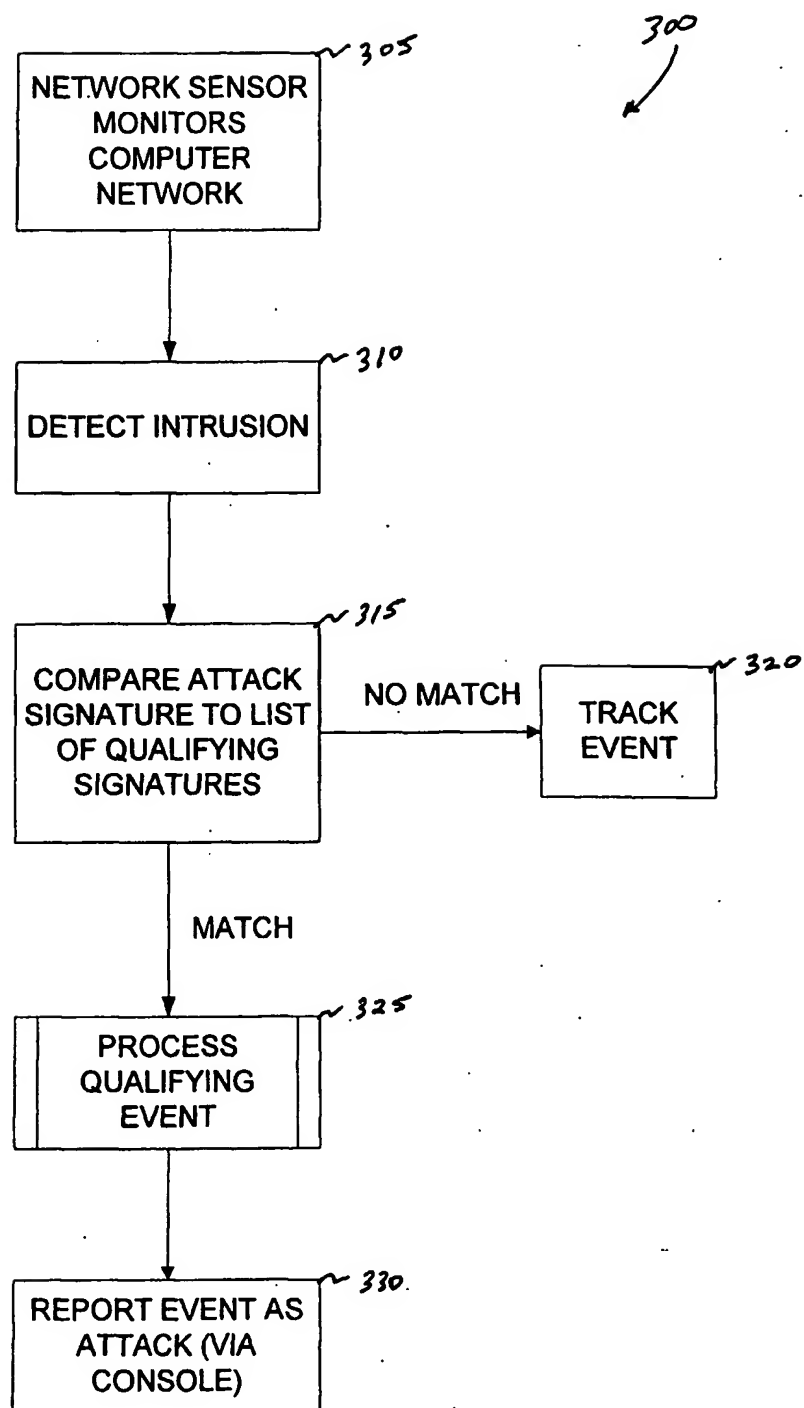 300
305
NETWORK SENSOR
MONITORS
COMPUTER
NETWORK
310
DETECT INTRUSION
315
COMPARE ATTACK
SIGNATURE TO LIST
OF QUALIFYING
SIGNATURES
NO MATCH
320
TRACK
EVENT
MATCH
325
PROCESS
QUALIFYING
EVENT
330
REPORT EVENT AS
ATTACK (VIA
CONSOLE)